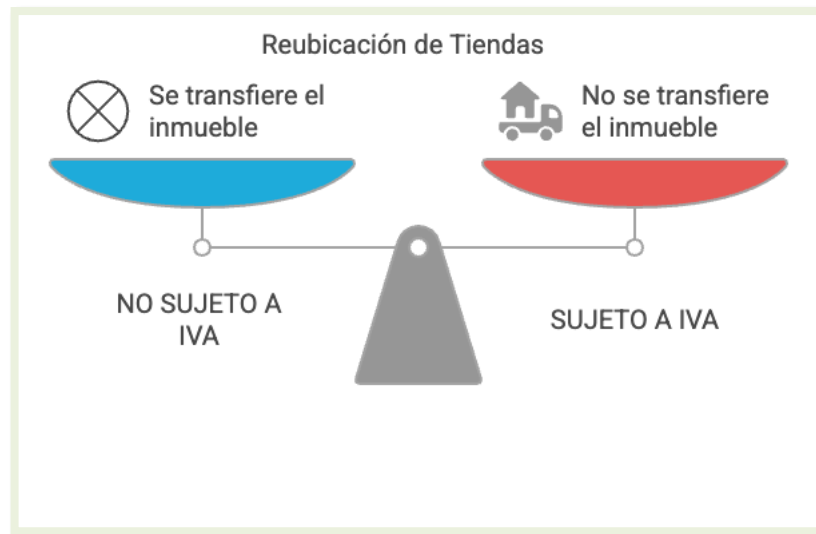 Reubicación de Tiendas
Se transfiere el
inmueble
No se transfiere
el inmueble
NO SUJETO A
IVA
SUJETO A IVA